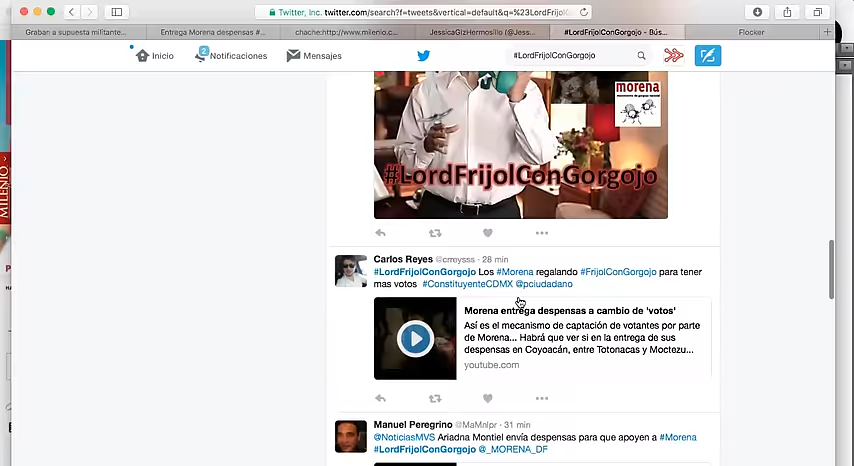 Twitter, Inc. twitter.com/search?f=tweets&vertical=default&q=%23LordFrijolC
Graban a supuesta militante...
Entrega Morena despensas #...
chache:http://www.milenio.c...
JessicaGlzHermosillo (@Jess...
#LordFrijolConGorgojo - Bús...
Flocker
2
Inicio
Notificaciones
Mensajes
#LordFrijolConGorgojo
MILENIO
morena
#LordFrijolConGorgojo
Carlos Reyes @crreysss · 28 min
#LordFrijolConGorgojo Los #Morena regalando #FrijolConGorgojo para tener
mas votos #ConstituyenteCDMX @pciudadano
Morena entrega despensas a cambio de 'votos'
Así es el mecanismo de captación de votantes por parte
de Morena... Habrá que ver si en la entrega de sus
despensas en Coyoacán, entre Totonacas y Moctezu...
youtube.com
Manuel Peregrino @MaMnlpr · 31 min
@NoticiasMVS Ariadna Montiel envía despensas para que apoyen a #Morena
#LordFrijolConGorgojo @_MORENA_DF